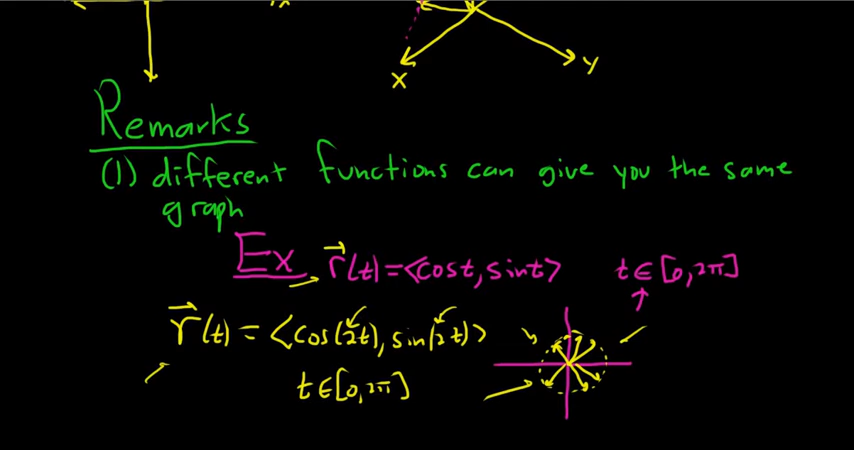 X
Y
Remarks
(1) different functions can give you the same
graph
Ex r⃗(t)=<cost, sint> t∈[0,2π]
r⃗(t) = <cos(2t), sin(2t)>
t∈[0,2π]